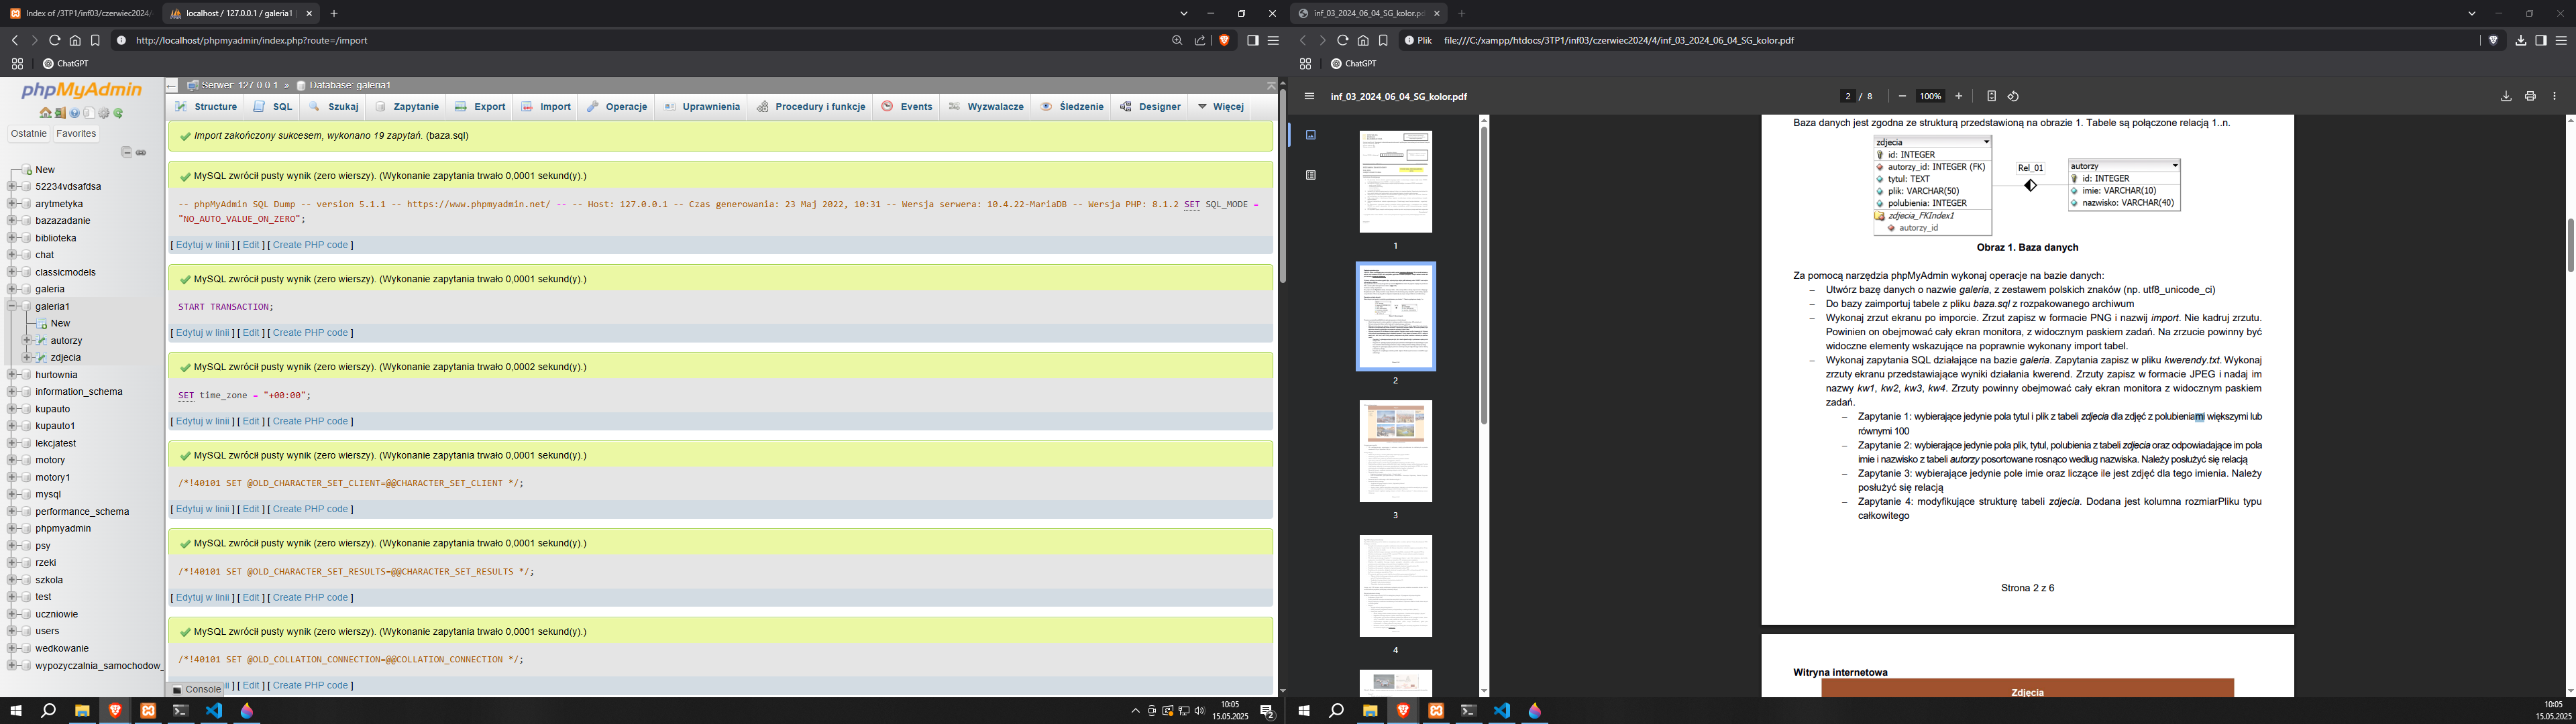 Index of /3TP1/inf03/czerwiec2024/
localhost / 127.0.0.1 / galeria1 |
http://localhost/phpmyadmin/index.php?route=/import
ChatGPT
phpMyAdmin
Ostatnie
Favorites
New
52234vdsafdsa
arytmetyka
bazazadanie
biblioteka
chat
classicmodels
galeria
galeria1
New
autorzy
zdjecia
hurtownia
information_schema
kupauto
kupauto1
lekcjatest
motory
motory1
mysql
performance_schema
phpmyadmin
psy
rzeki
szkola
test
uczniowie
users
wedkowanie
wypozyczalnia_samochodow_
Serwer: 127.0.0.1 » Database: galeria1
Structure SQL Szukaj Zapytanie Export Import Operacje Uprawnienia Procedury i funkcje Events Wyzwalacze Śledzenie Designer Więcej
Import zakończony sukcesem, wykonano 19 zapytań. (baza.sql)
MySQL zwrócił pusty wynik (zero wierszy). (Wykonanie zapytania trwało 0,0001 sekund(y).)
-- phpMyAdmin SQL Dump -- version 5.1.1 -- https://www.phpmyadmin.net/ -- -- Host: 127.0.0.1 -- Czas generowania: 23 Maj 2022, 10:31 -- Wersja serwera: 10.4.22-MariaDB -- Wersja PHP: 8.1.2 SET SQL_MODE =
"NO_AUTO_VALUE_ON_ZERO";
[ Edytuj w linii ] [ Edit ] [ Create PHP code ]
MySQL zwrócił pusty wynik (zero wierszy). (Wykonanie zapytania trwało 0,0001 sekund(y).)
START TRANSACTION;
[ Edytuj w linii ] [ Edit ] [ Create PHP code ]
MySQL zwrócił pusty wynik (zero wierszy). (Wykonanie zapytania trwało 0,0002 sekund(y).)
SET time_zone = "+00:00";
[ Edytuj w linii ] [ Edit ] [ Create PHP code ]
MySQL zwrócił pusty wynik (zero wierszy). (Wykonanie zapytania trwało 0,0001 sekund(y).)
/*!40101 SET @OLD_CHARACTER_SET_CLIENT=@@CHARACTER_SET_CLIENT */;
[ Edytuj w linii ] [ Edit ] [ Create PHP code ]
MySQL zwrócił pusty wynik (zero wierszy). (Wykonanie zapytania trwało 0,0001 sekund(y).)
/*!40101 SET @OLD_CHARACTER_SET_RESULTS=@@CHARACTER_SET_RESULTS */;
[ Edytuj w linii ] [ Edit ] [ Create PHP code ]
MySQL zwrócił pusty wynik (zero wierszy). (Wykonanie zapytania trwało 0,0001 sekund(y).)
/*!40101 SET @OLD_COLLATION_CONNECTION=@@COLLATION_CONNECTION */;
Console ii ] [ Edit ] [ Create PHP code ]
10:05
15.05.2025
2
inf_03_2024_06_04_SG_kolor.pd
Plik file:///C:/xampp/htdocs/3TP1/inf03/czerwiec2024/4/inf_03_2024_06_04_SG_kolor.pdf
ChatGPT
inf_03_2024_06_04_SG_kolor.pdf
2 / 8
100%
1
2
3
4
Baza danych jest zgodna ze strukturą przedstawioną na obrazie 1. Tabele są połączone relacją 1..n.
zdjecia
id: INTEGER
autorzy_id: INTEGER (FK)
tytul: TEXT
plik: VARCHAR(50)
polubienia: INTEGER
zdjecia_FKIndex1
autorzy_id
Rel_01
autorzy
id: INTEGER
imie: VARCHAR(10)
nazwisko: VARCHAR(40)
Obraz 1. Baza danych
Za pomocą narzędzia phpMyAdmin wykonaj operacje na bazie danych:
– Utwórz bazę danych o nazwie galeria, z zestawem polskich znaków (np. utf8_unicode_ci)
– Do bazy zaimportuj tabele z pliku baza.sql z rozpakowanego archiwum
– Wykonaj zrzut ekranu po imporcie. Zrzut zapisz w formacie PNG i nazwij import. Nie kadruj zrzutu.
Powinien on obejmować cały ekran monitora, z widocznym paskiem zadań. Na zrzucie powinny być
widoczne elementy wskazujące na poprawnie wykonany import tabel.
– Wykonaj zapytania SQL działające na bazie galeria. Zapytania zapisz w pliku kwerendy.txt. Wykonaj
zrzuty ekranu przedstawiające wyniki działania kwerend. Zrzuty zapisz w formacie JPEG i nadaj im
nazwy kw1, kw2, kw3, kw4. Zrzuty powinny obejmować cały ekran monitora z widocznym paskiem
zadań.
– Zapytanie 1: wybierające jedynie pola tytul i plik z tabeli zdjecia dla zdjęć z polubieniami większymi lub
równymi 100
– Zapytanie 2: wybierające jedynie pola plik, tytul, polubienia z tabeli zdjecia oraz odpowiadające im pola
imie i nazwisko z tabeli autorzy posortowane rosnąco według nazwiska. Należy posłużyć się relacją
– Zapytanie 3: wybierające jedynie pole imie oraz liczące ile jest zdjęć dla tego imienia. Należy
posłużyć się relacją
– Zapytanie 4: modyfikujące strukturę tabeli zdjecia. Dodana jest kolumna rozmiarPliku typu
całkowitego
Strona 2 z 6
Witryna internetowa
Zdjęcia
10:05
15.05.2025